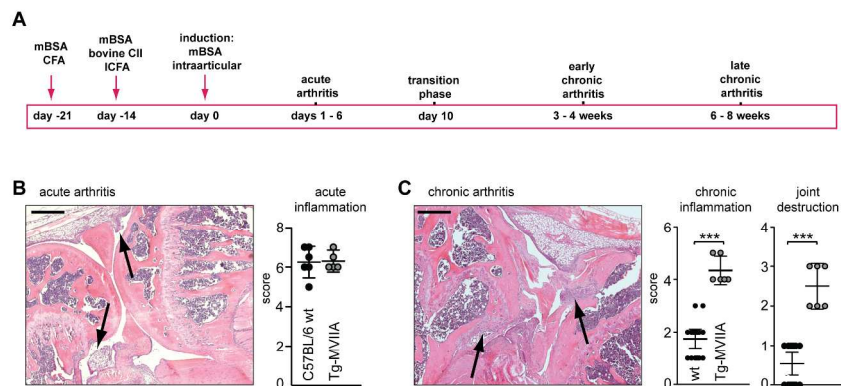 A
mBSA
CFA
mBSA
bovine CII
ICFA
induction:
mBSA
intraarticular
acute
arthritis
transition
phase
early
chronic
arthritis
late
chronic
arthritis
day -21
day -14
day 0
days 1 - 6
day 10
3 - 4 weeks
6 - 8 weeks
B
acute arthritis
acute
inflammation
score
8
6
4
2
0
C57BL/6 wt
Tg-MVIIA
C
chronic arthritis
chronic
inflammation
score
6
4
2
0
***
wt
Tg-MVIIA
joint
destruction
4
3
2
1
0
***